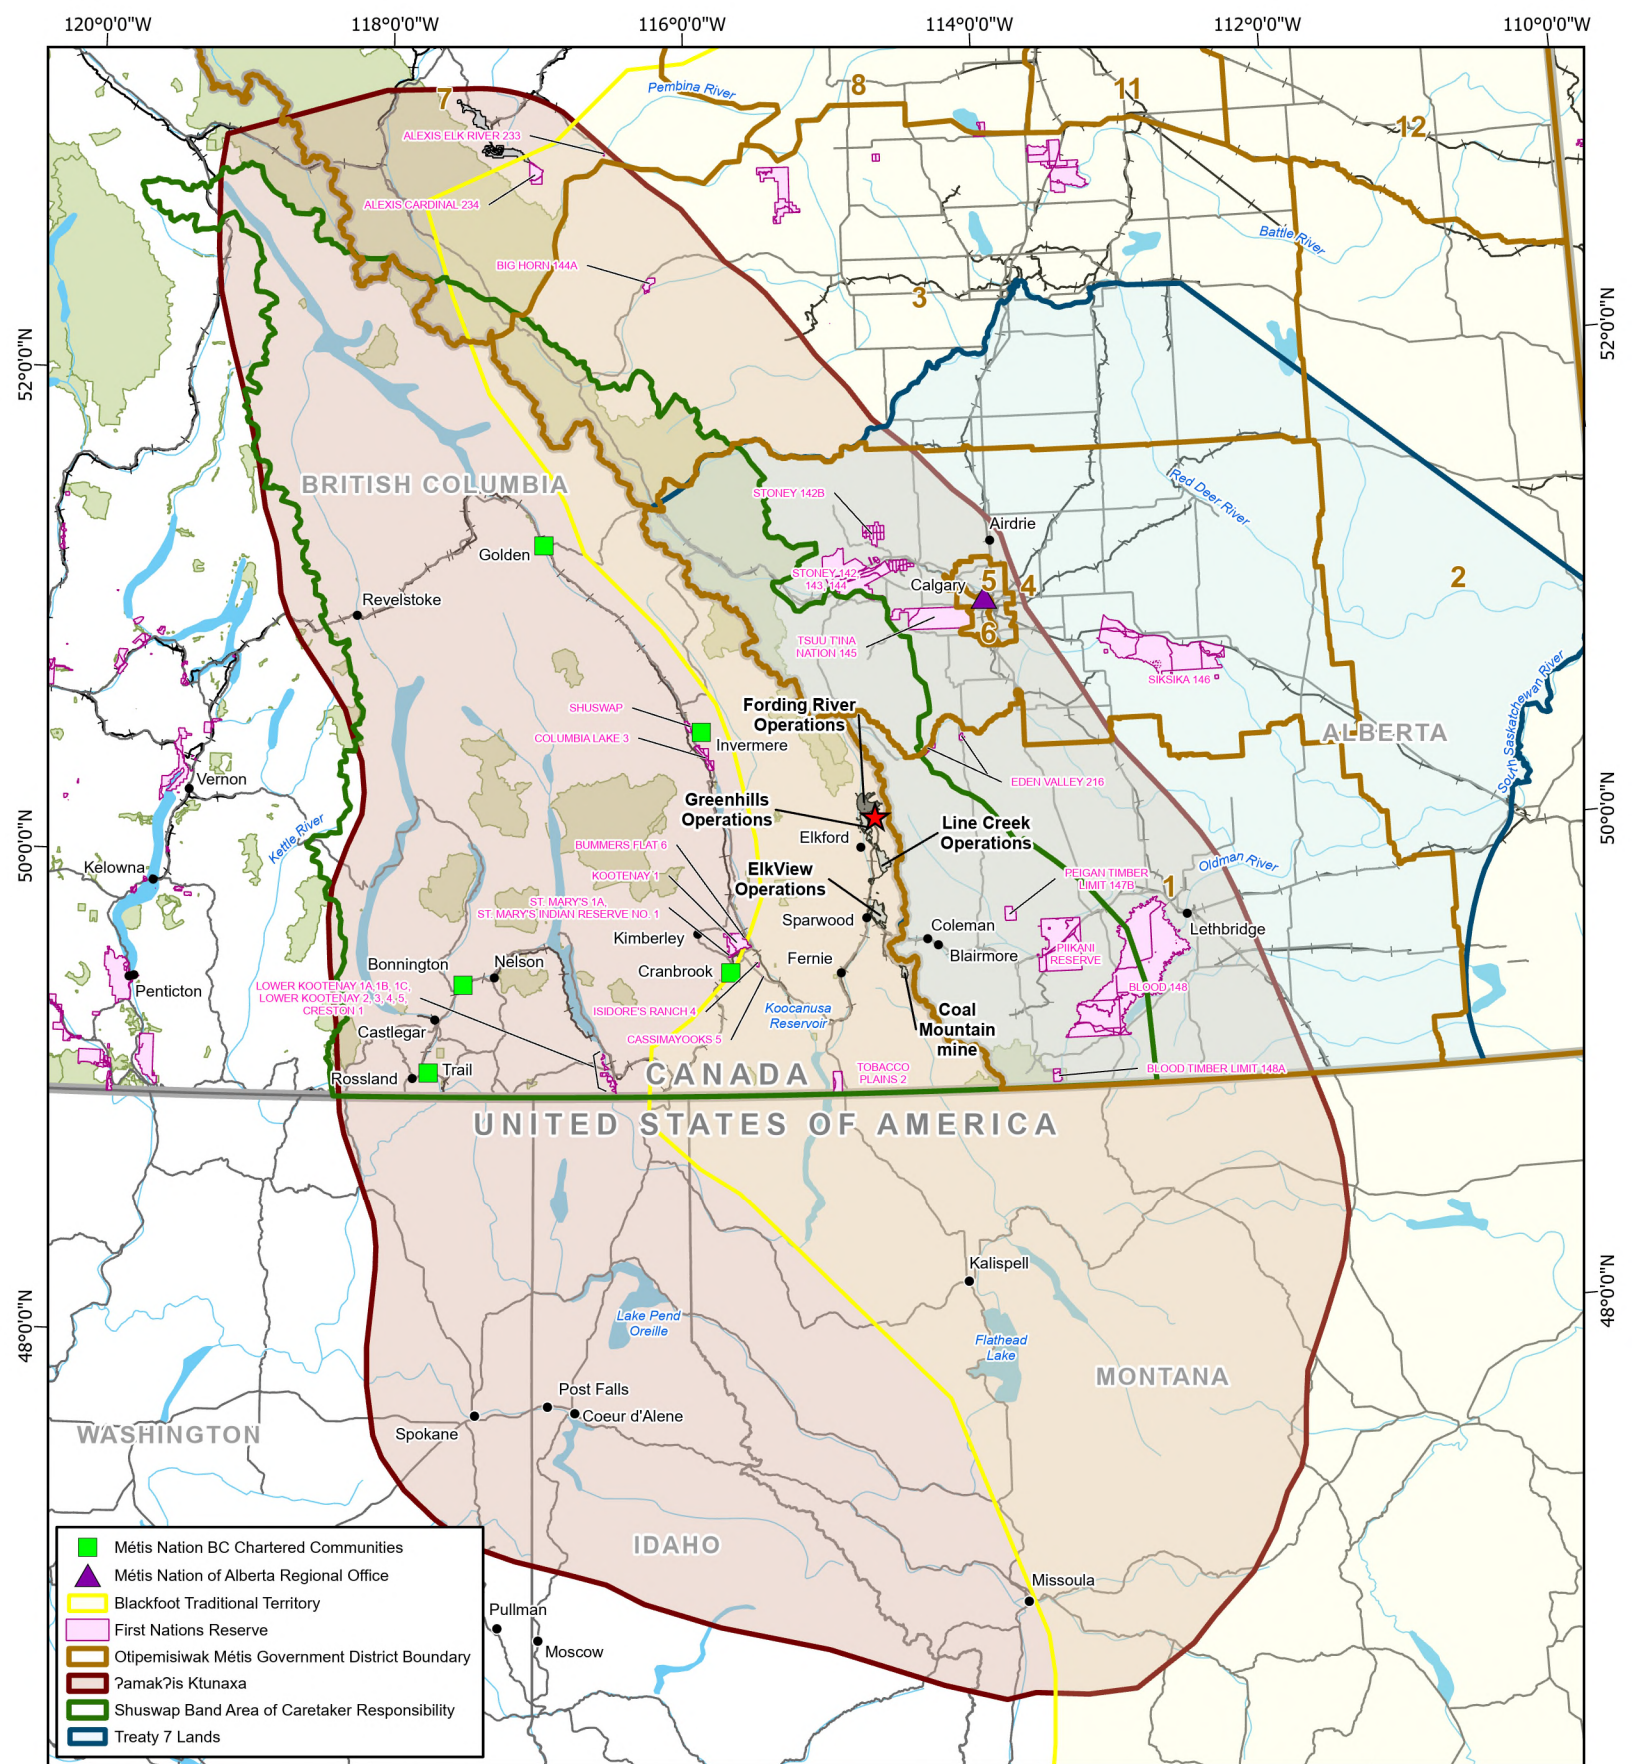 120°0'0"W
118°0'0"W
116°0'0"W
114°0'0"W
112°0'0"W
110°0'0"W
7
8
11
12
Pembina River
ALEXIS ELK RIVER 233
ALEXIS CARDINAL 234
Battle River
BIG HORN 144A
3
52°0'0"N
52°0'0"N
BRITISH COLUMBIA
STONEY 142B
Red Deer River
Airdrie
Golden
STONEY 142,
143, 144
Calgary
5
4
2
Revelstoke
6
TSUU T'INA
NATION 145
SIKSIKA 146
South Saskatchewan River
SHUSWAP
Fording River
Operations
COLUMBIA LAKE 3
Invermere
ALBERTA
Vernon
EDEN VALLEY 216
Greenhills
Operations
Line Creek
Operations
50°0'0"N
50°0'0"N
Kettle River
Elkford
BUMMERS FLAT 6
Kelowna
KOOTENAY 1
ElkView
Operations
Oldman River
PEIGAN TIMBER
LIMIT 147B
1
ST. MARY'S 1A,
ST. MARY'S INDIAN RESERVE NO. 1
Sparwood
Coleman
Lethbridge
Kimberley
Blairmore
PIIKANI
RESERVE
Bonnington
Nelson
Cranbrook
Fernie
Penticton
LOWER KOOTENAY 1A,1B, 1C,
LOWER KOOTENAY 2, 3, 4, 5,
CRESTON 1
BLOOD 148
ISIDORE'S RANCH 4
Koocanusa
Reservoir
Coal
Mountain
mine
Castlegar
CASSIMAYOOKS 5
Rossland
Trail
CANADA
TOBACCO
PLAINS 2
BLOOD TIMBER LIMIT 148A
UNITED STATES OF AMERICA
Kalispell
48°0'0"N
48°0'0"N
Lake Pend
Oreille
Flathead
Lake
MONTANA
Post Falls
Coeur d'Alene
WASHINGTON
Spokane
IDAHO
Missoula
Pullman
Moscow
Métis Nation BC Chartered Communities
Métis Nation of Alberta Regional Office
Blackfoot Traditional Territory
First Nations Reserve
Otipemisiwak Métis Government District Boundary
ʔamakʔis Ktunaxa
Shuswap Band Area of Caretaker Responsibility
Treaty 7 Lands